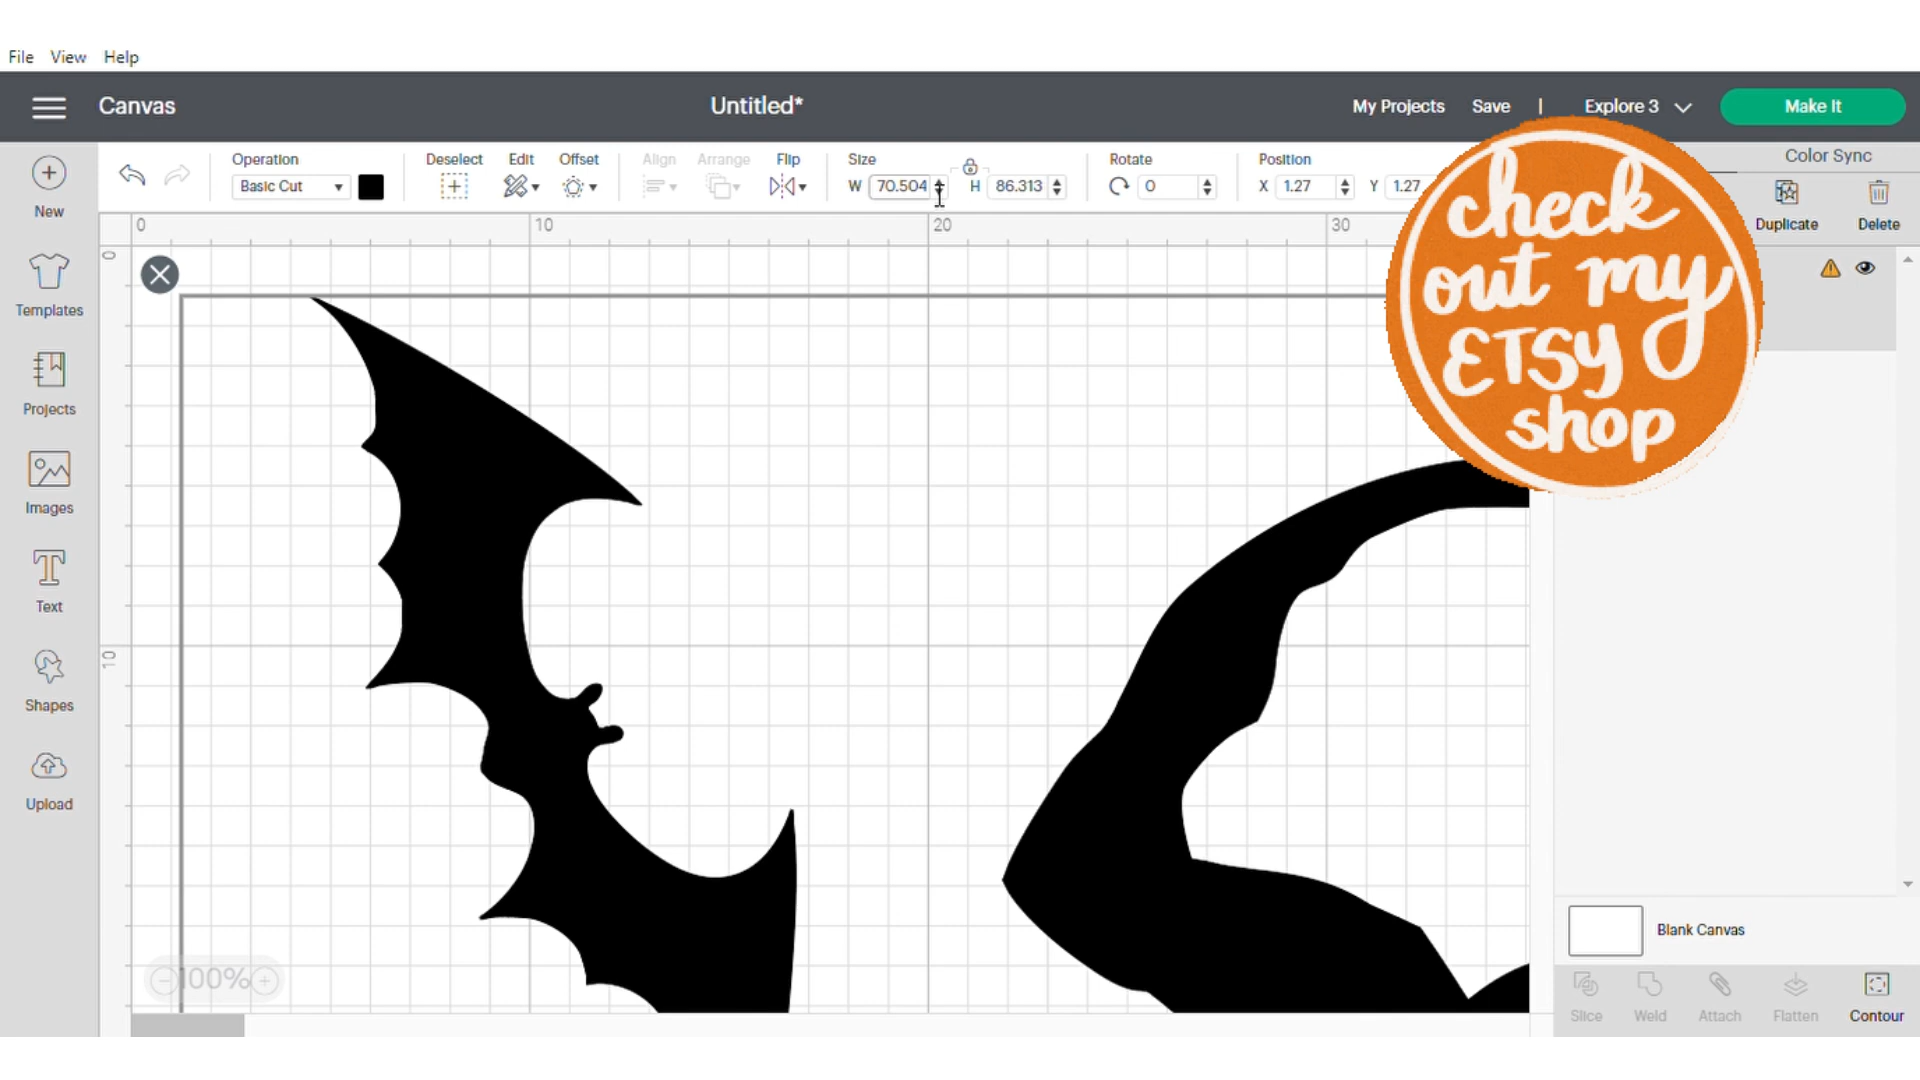 File View Help
Canvas Untitled* My Projects Save | Explore 3 Make It
Operation Deselect Edit Offset Align Arrange Flip Size Rotate Position Color Sync
Basic Cut W 70.504 H 86.313 0 X 1.27 Y 1.27
New Duplicate Delete
0 10 20 30
0
10
Templates
Projects
Images
Text
Shapes
Upload
check
out my
ETSY
shop
100%
Blank Canvas
Slice Weld Attach Flatten Contour